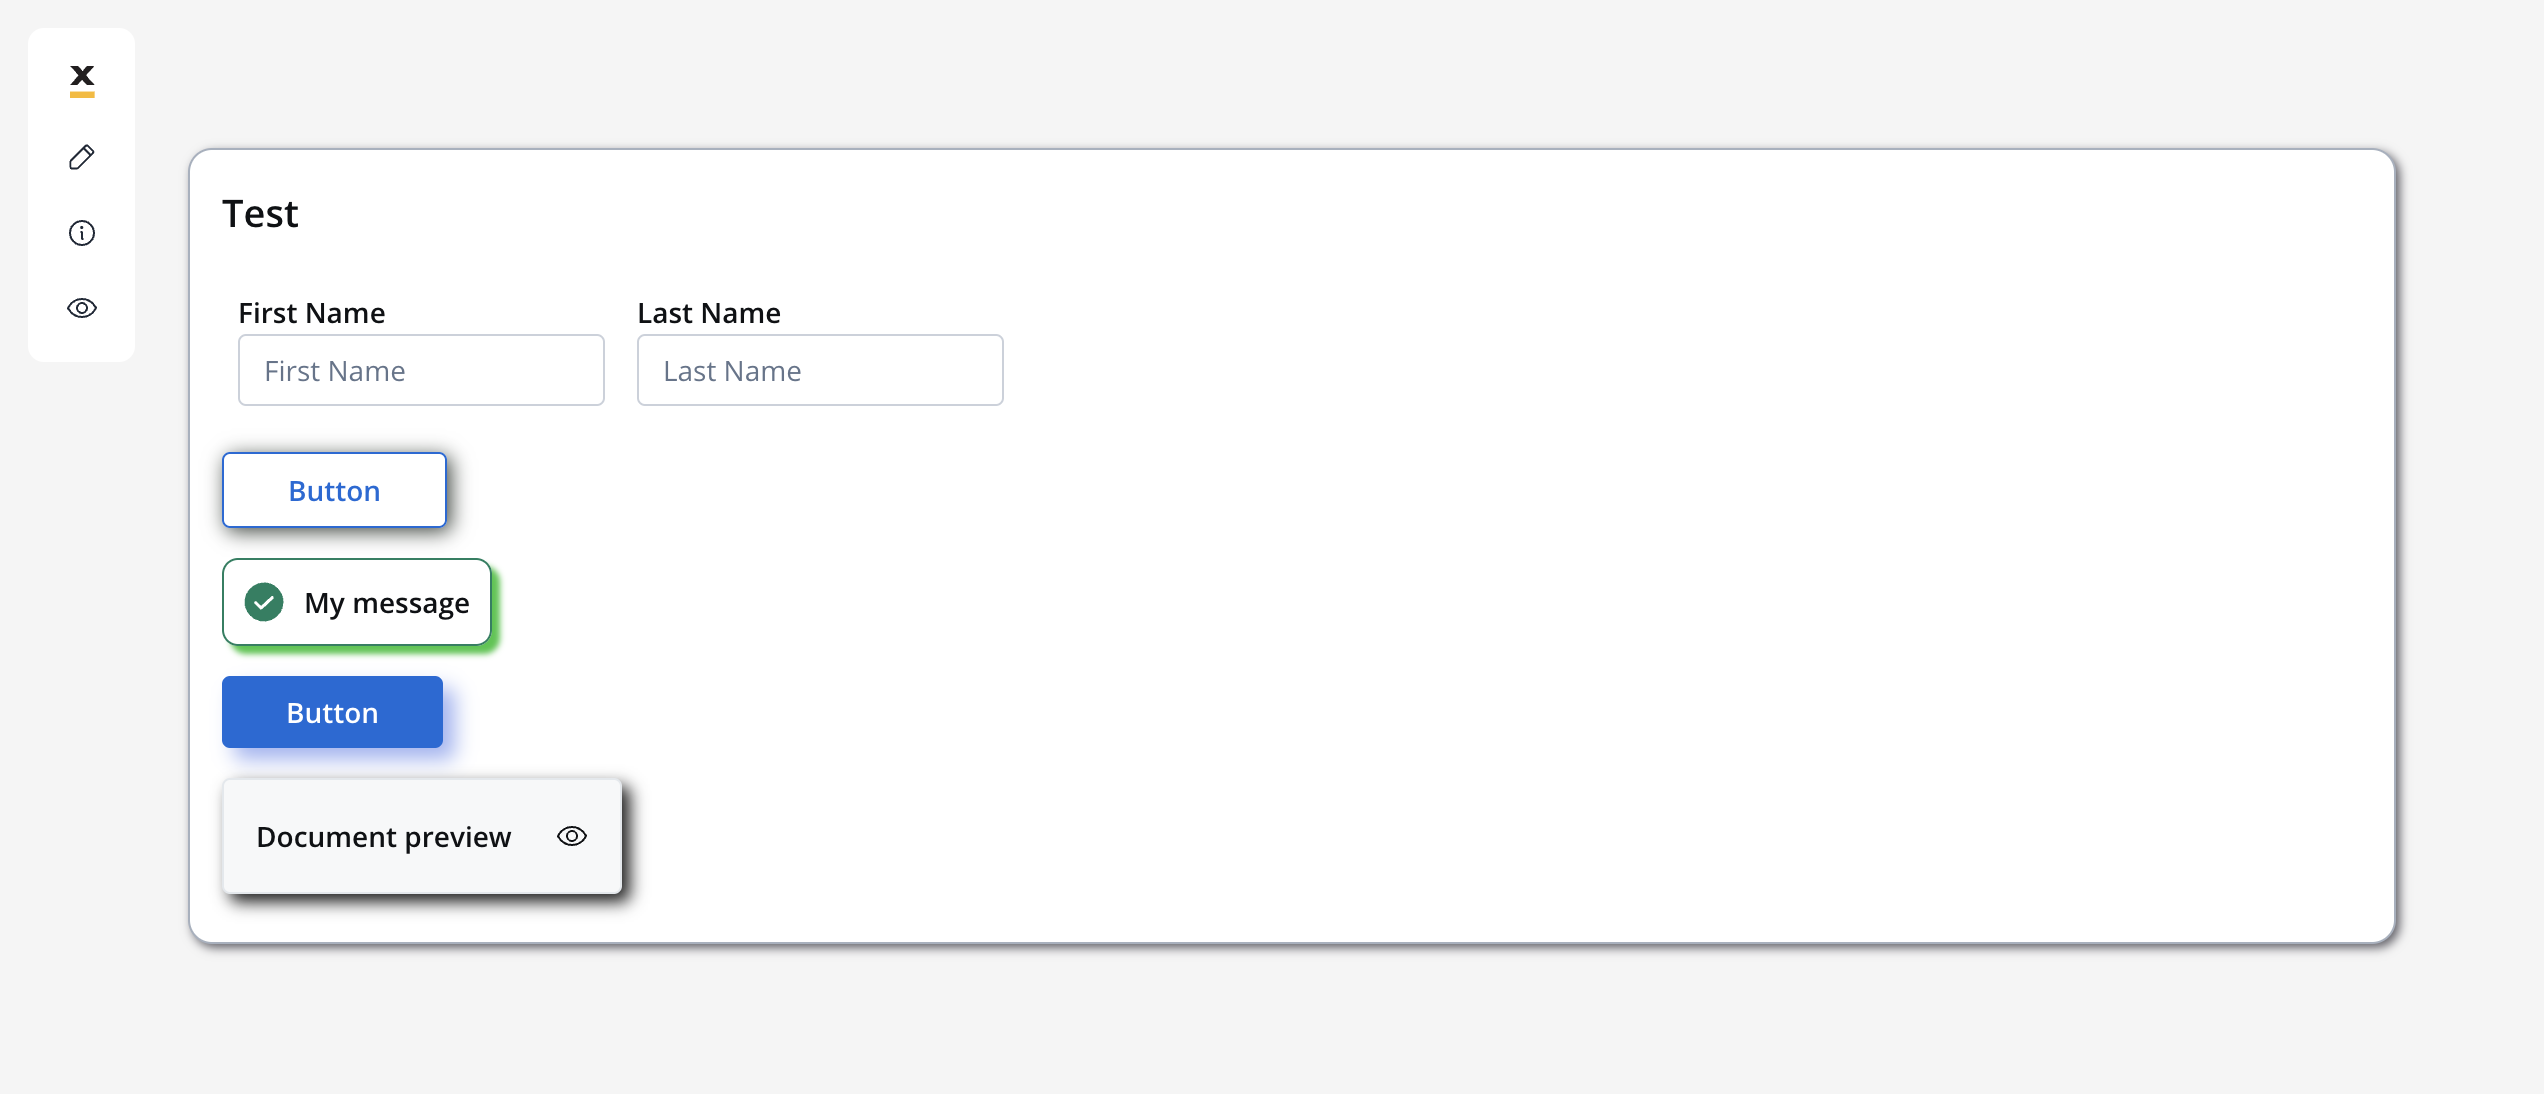 x
Test
First Name Last Name
First Name Last Name
Button
My message
Button
Document preview